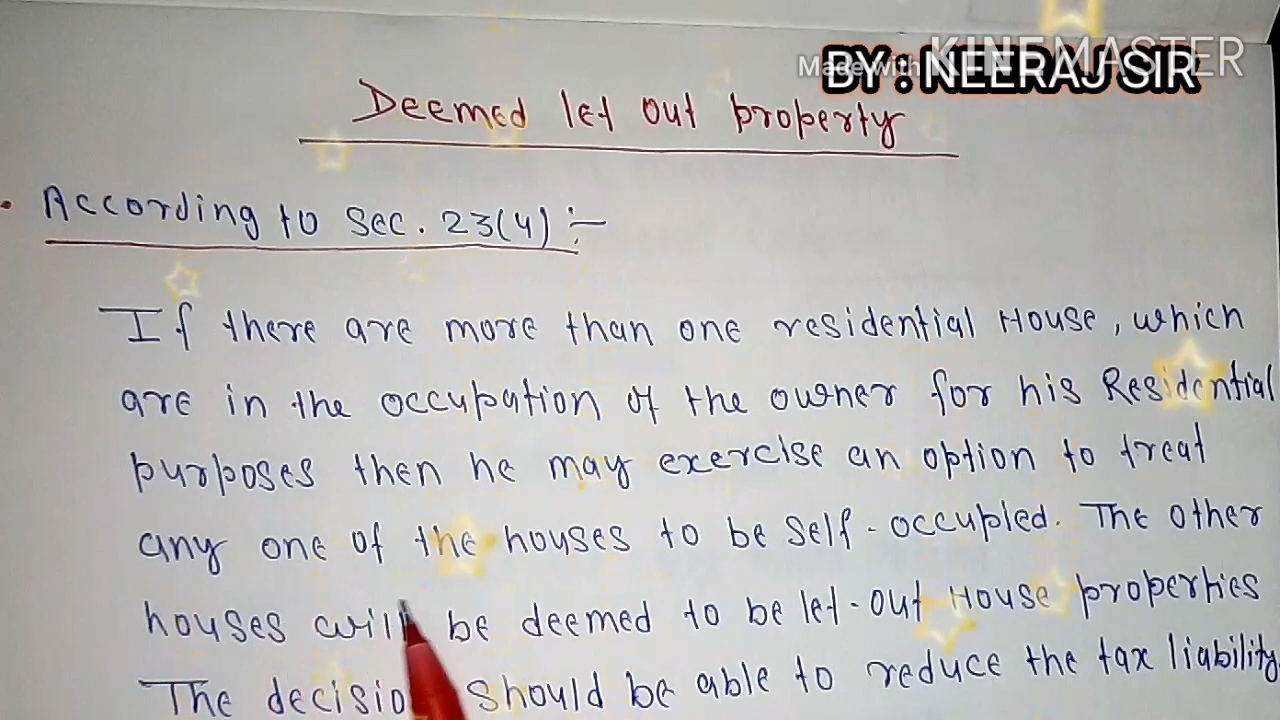 Made with KINEMASTER
BY : NEERAJ SIR
Deemed let out property
• According to Sec. 23(4) :-
If there are more than one residential House, which
are in the occupation of the owner for his Residential
purposes then he may exercise an option to treat
any one of the houses to be self-occupied. The other
houses will be deemed to be let-out House properties
The decision should be able to reduce the tax liability